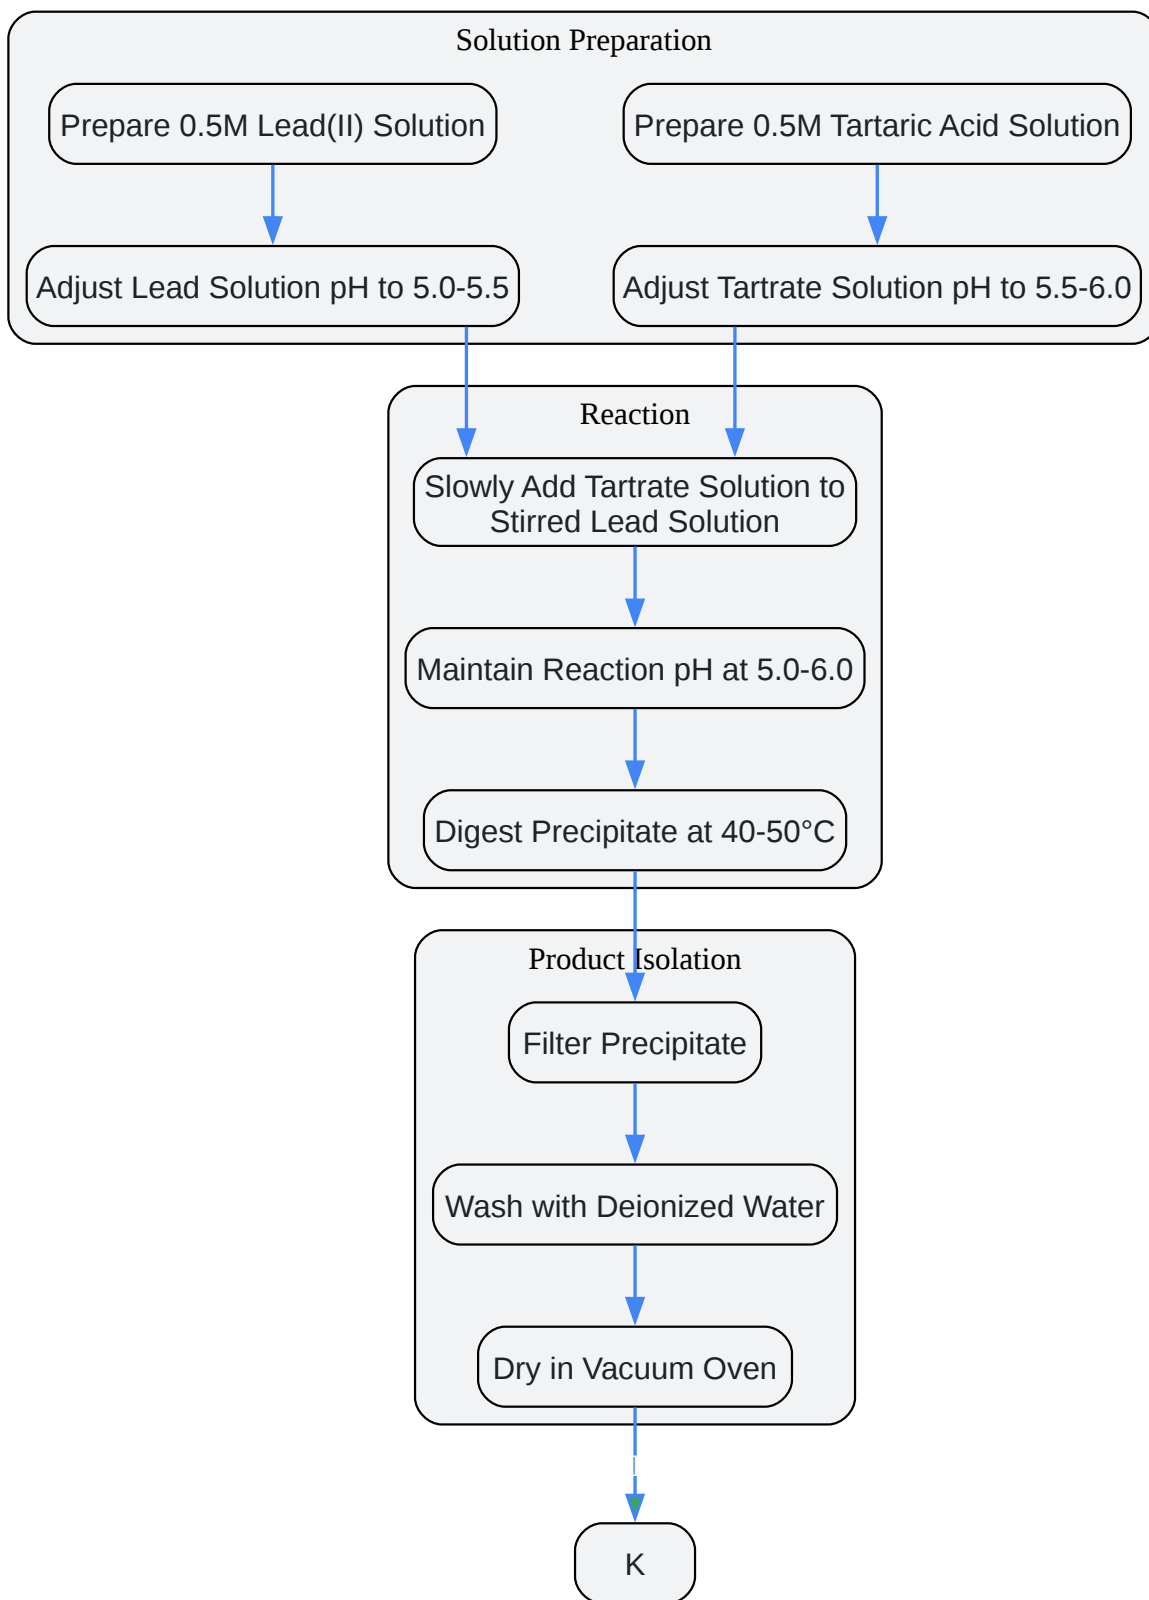 Solution Preparation
Prepare 0.5M Lead(II) Solution
Prepare 0.5M Tartaric Acid Solution
Adjust Lead Solution pH to 5.0-5.5
Adjust Tartrate Solution pH to 5.5-6.0
Reaction
Slowly Add Tartrate Solution to
Stirred Lead Solution
Maintain Reaction pH at 5.0-6.0
Digest Precipitate at 40-50°C
Product Isolation
Filter Precipitate
Wash with Deionized Water
Dry in Vacuum Oven
K